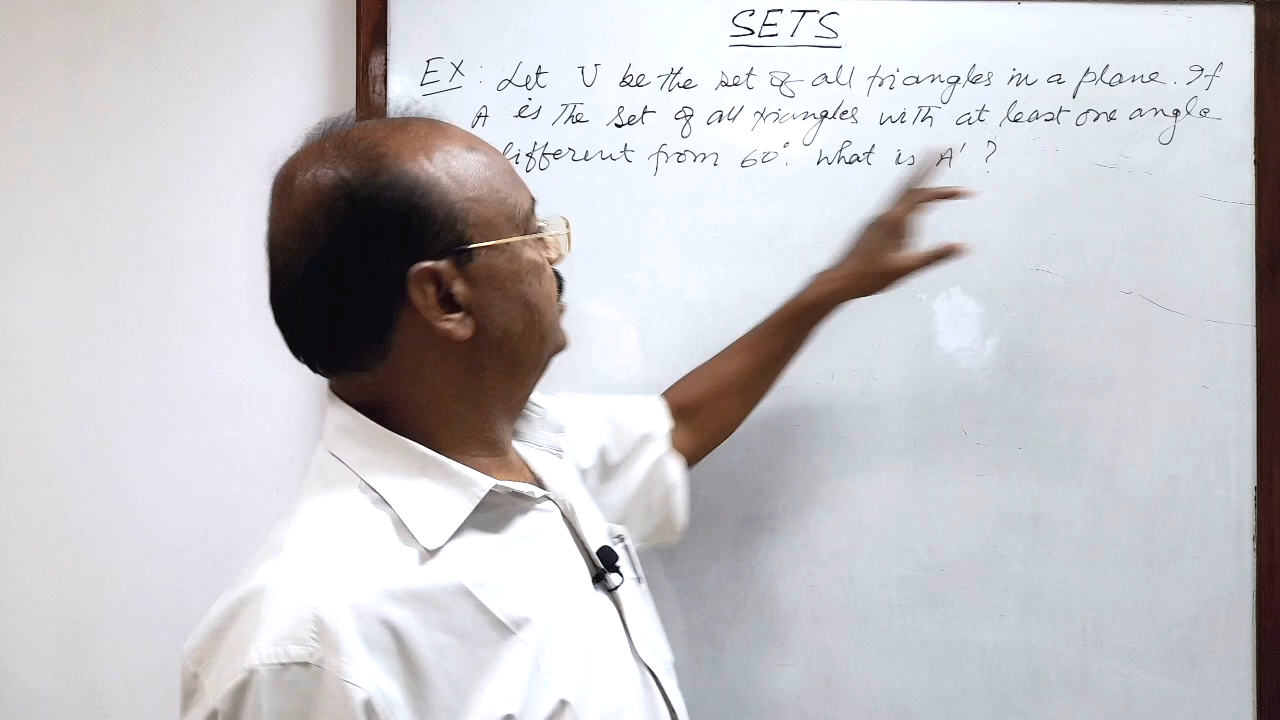 SETS
EX: Let U be the set of all triangles in a plane. If
A is the set of all triangles with at least one angle
different from 60°. What is A' ?